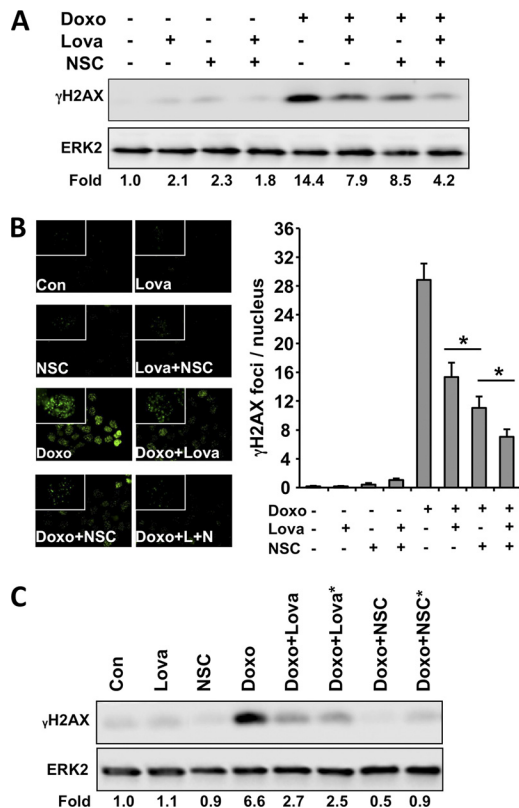 A
Doxo - - - - + + + +
Lova - + - + - + - +
NSC - - + + - - + +
γH2AX
ERK2
Fold 1.0 2.1 2.3 1.8 14.4 7.9 8.5 4.2
B
Con Lova
NSC Lova+NSC
Doxo Doxo+Lova
Doxo+NSC Doxo+L+N
γH2AX foci / nucleus
36
32
28
24
20
16
12
8
4
0
* *
Doxo - - - - + + + +
Lova - + - + - + - +
NSC - - + + - - + +
C
Con Lova NSC Doxo Doxo+Lova Doxo+Lova* Doxo+NSC Doxo+NSC*
γH2AX
ERK2
Fold 1.0 1.1 0.9 6.6 2.7 2.5 0.5 0.9